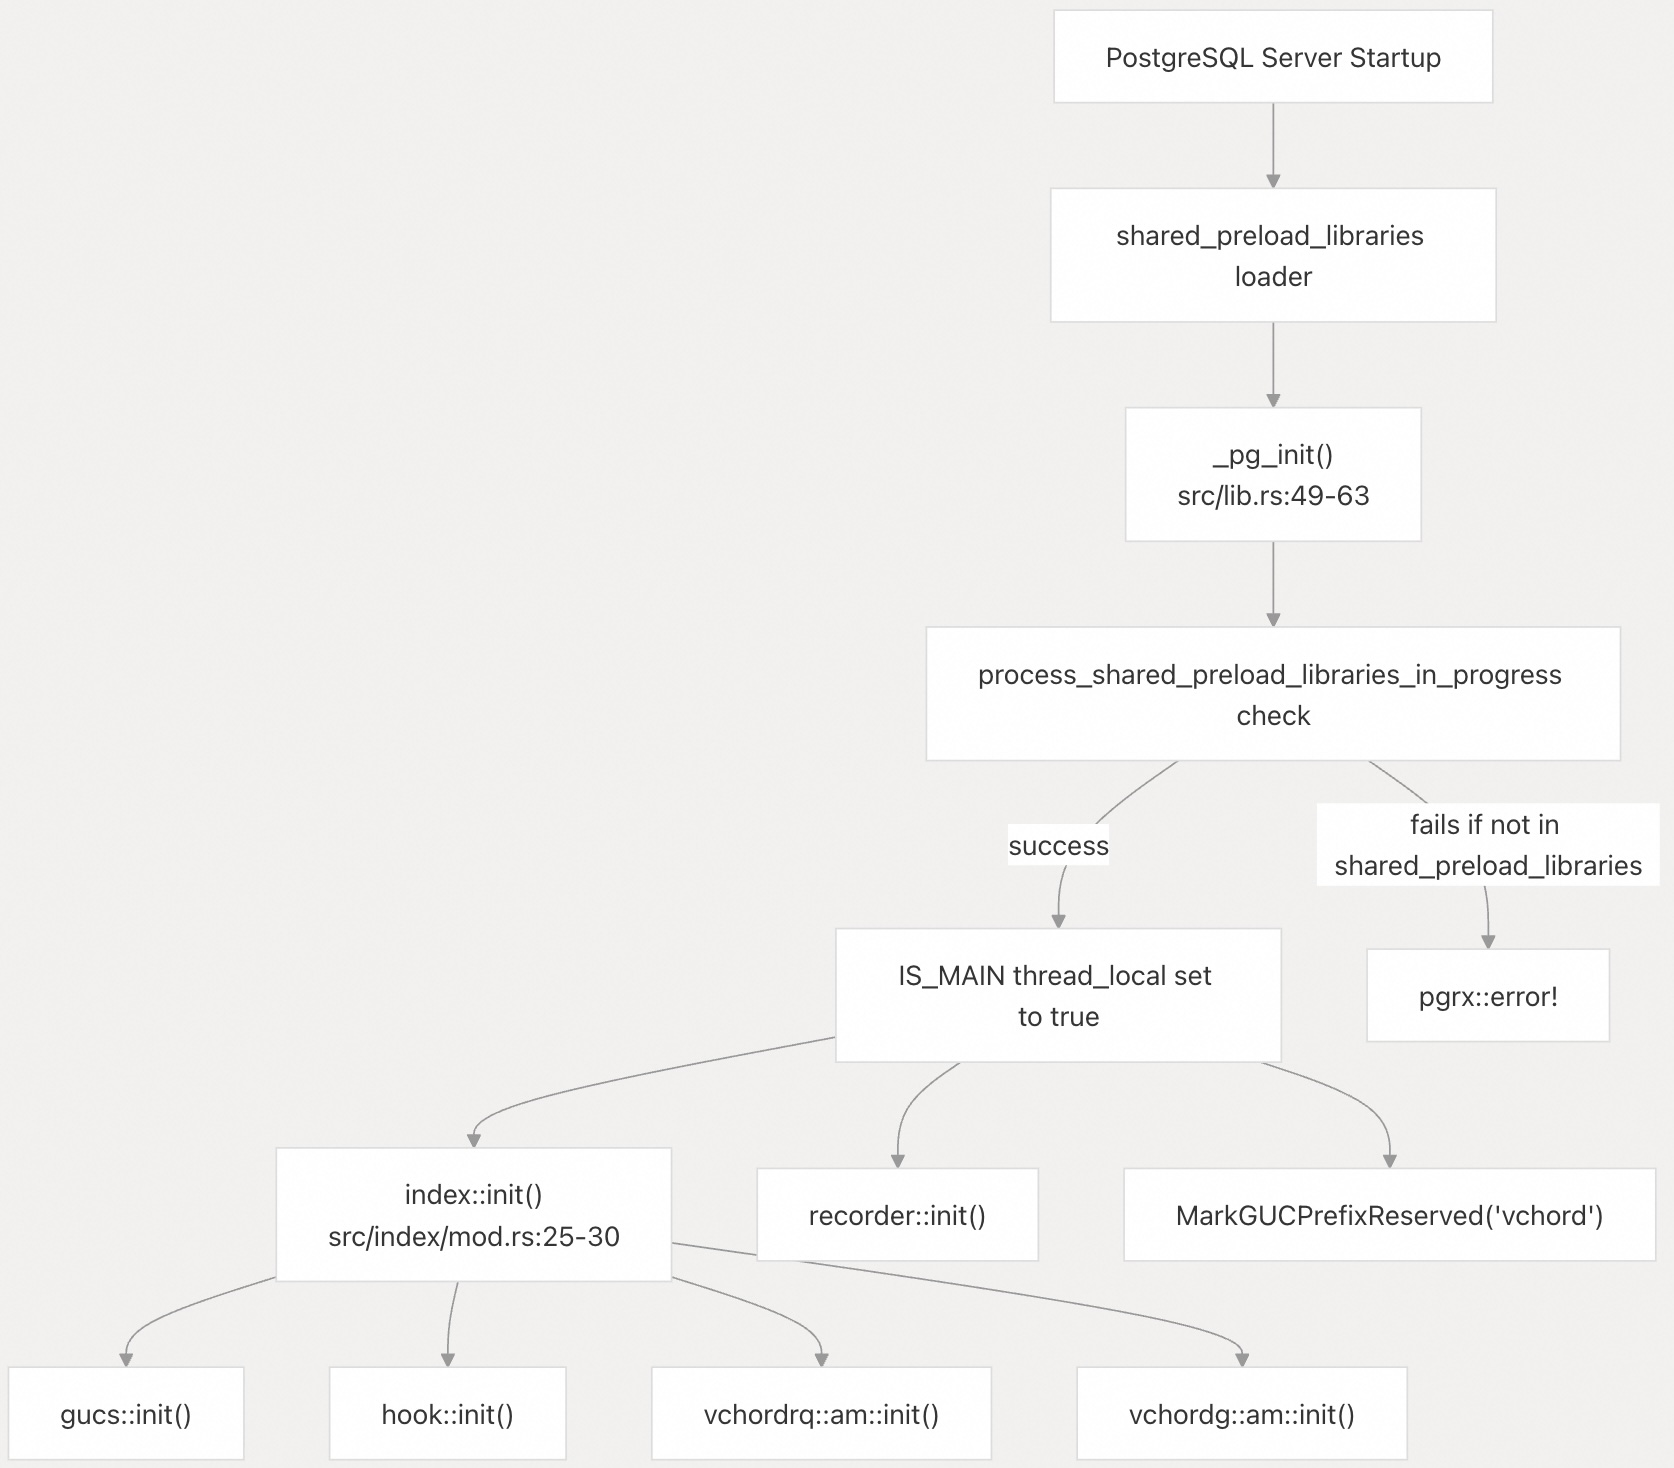 PostgreSQL Server Startup
shared_preload_libraries
loader
_pg_init()
src/lib.rs:49-63
process_shared_preload_libraries_in_progress
check
success
fails if not in
shared_preload_libraries
IS_MAIN thread_local set
to true
pgrx::error!
index::init()
src/index/mod.rs:25-30
recorder::init()
MarkGUCPrefixReserved('vchord')
gucs::init()
hook::init()
vchordrq::am::init()
vchordg::am::init()